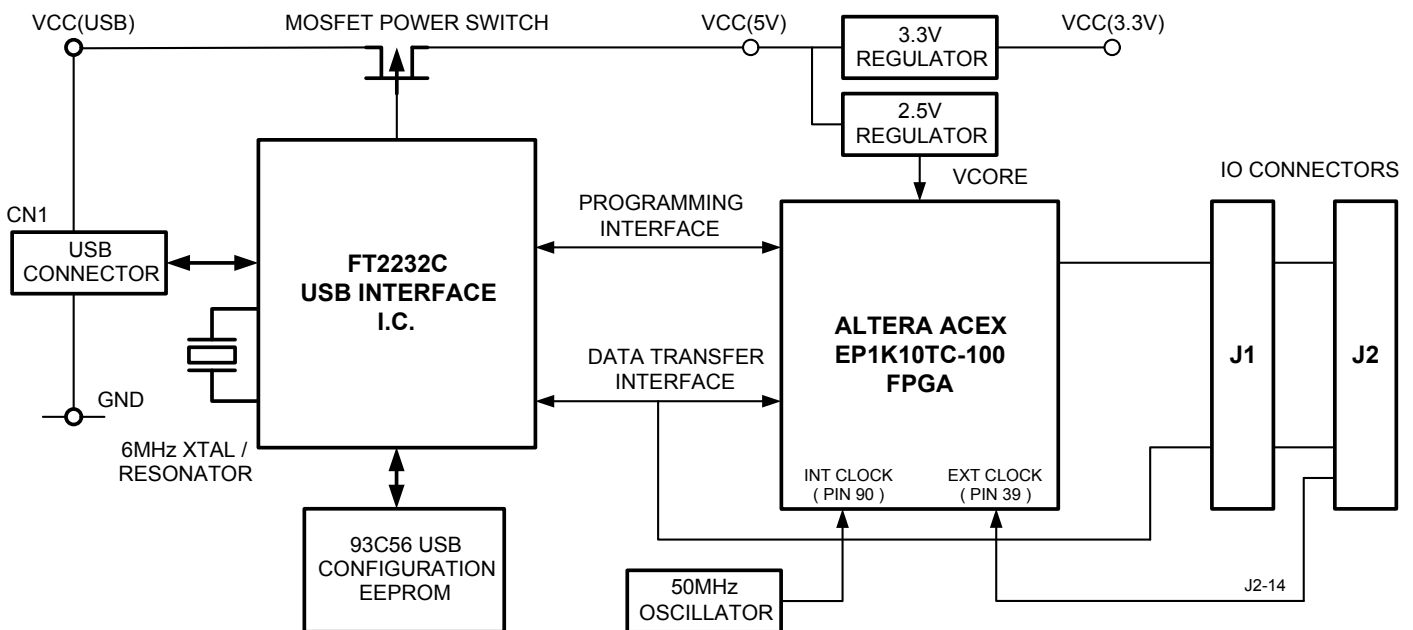 VCC(USB)
MOSFET POWER SWITCH
VCC(5V)
3.3V
REGULATOR
VCC(3.3V)
2.5V
REGULATOR
VCORE
IO CONNECTORS
CN1
USB
CONNECTOR
FT2232C
USB INTERFACE
I.C.
PROGRAMMING
INTERFACE
DATA TRANSFER
INTERFACE
ALTERA ACEX
EP1K10TC-100
FPGA
J1
J2
GND
6MHz XTAL /
RESONATOR
INT CLOCK
( PIN 90 )
EXT CLOCK
( PIN 39 )
93C56 USB
CONFIGURATION
EEPROM
50MHz
OSCILLATOR
J2-14